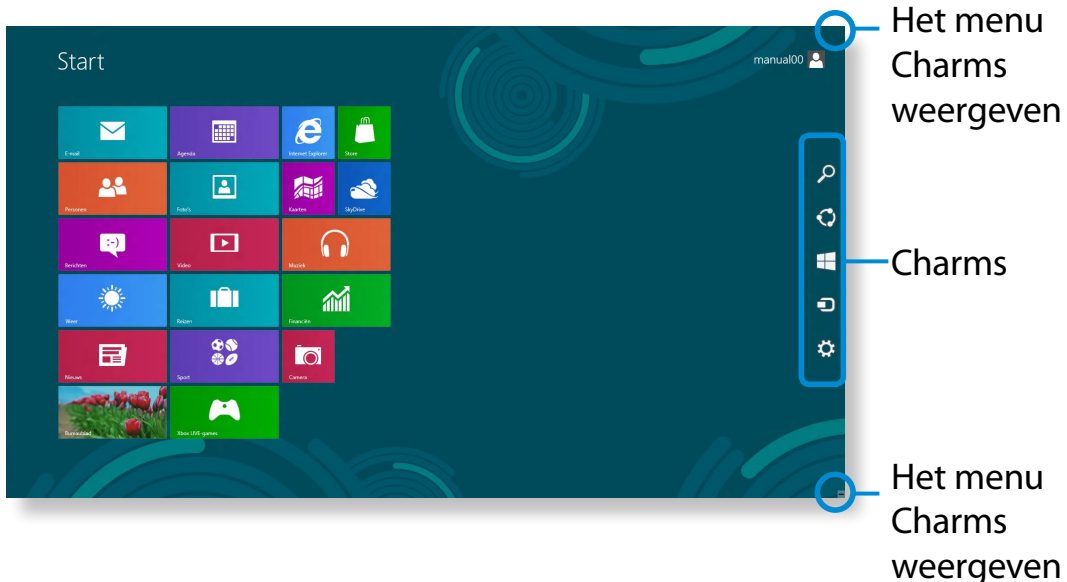 Het menu
Charms
weergeven
Start
manual00
E-mail
Agenda
Internet Explorer
Store
Personen
Foto's
Kaarten
SkyDrive
Berichten
Video
Muziek
Weer
Reizen
Financiën
Nieuws
Sport
Camera
Bureaublad
Xbox LIVE-games
Charms
Het menu
Charms
weergeven